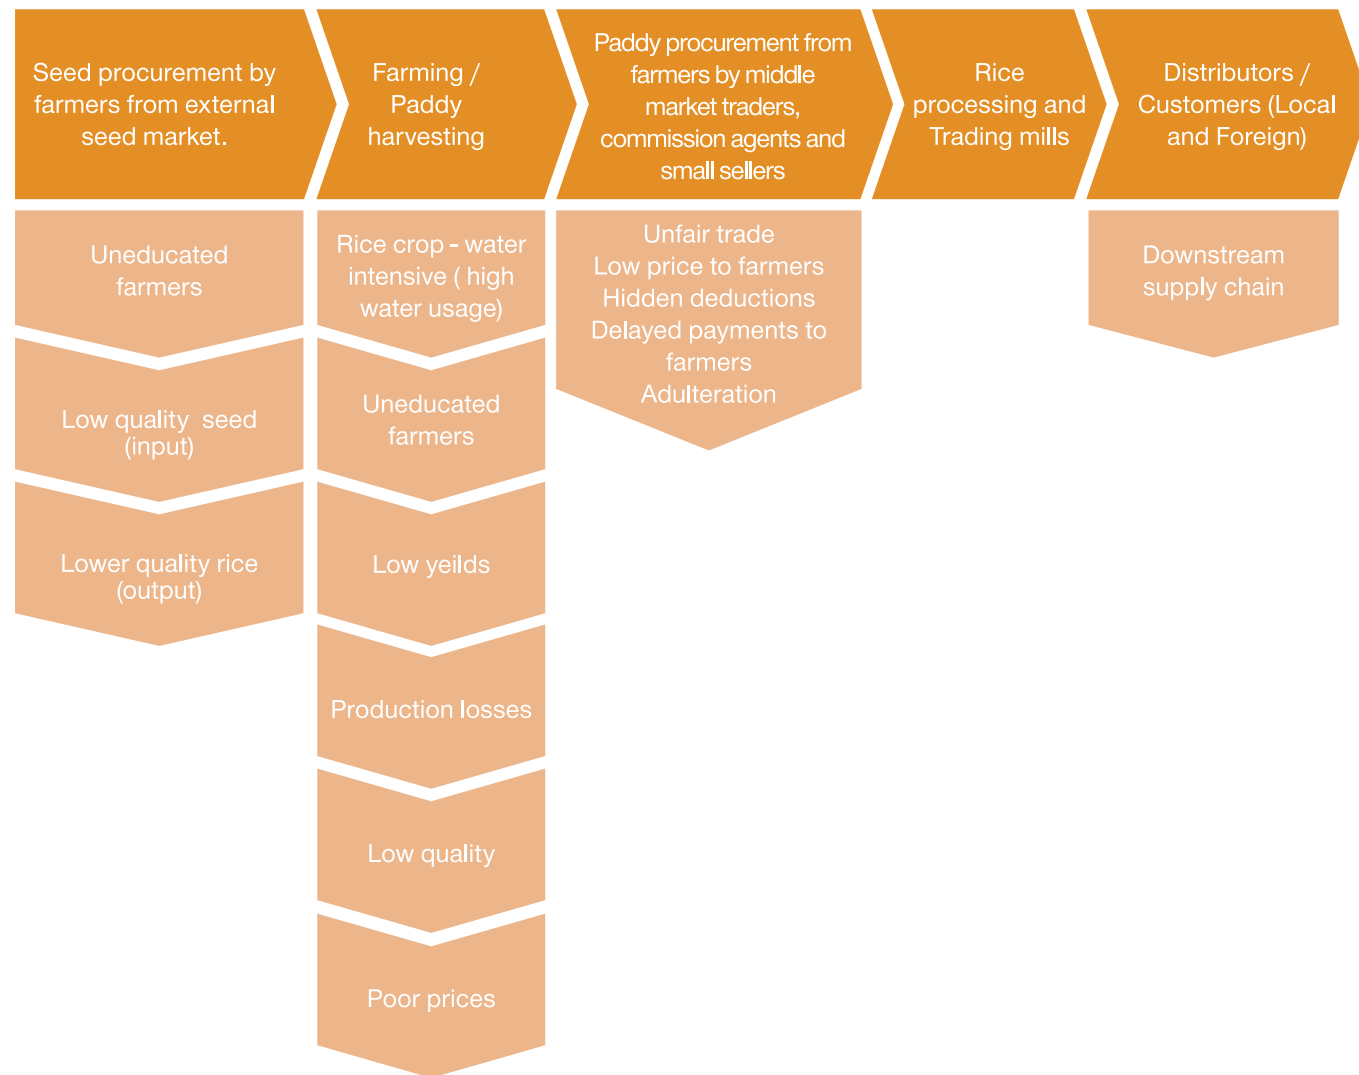 Seed procurement by
farmers from external
seed market.
Farming /
Paddy
harvesting
Paddy procurement from
farmers by middle
market traders,
commission agents and
small sellers
Rice
processing and
Trading mills
Distributors /
Customers (Local
and Foreign)
Uneducated
farmers
Low quality  seed
(input)
Lower quality rice
(output)
Rice crop - water
intensive ( high
water usage)
Uneducated
farmers
Low yeilds
Production losses
Low quality
Poor prices
Unfair trade
Low price to farmers
Hidden deductions
Delayed payments to
farmers
Adulteration
Downstream
supply chain